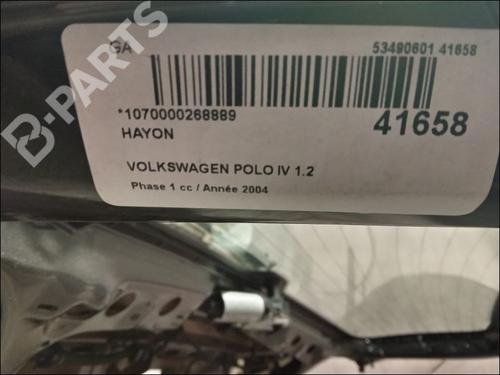 B-PARTS
GA
53490601 41658
*1070000268889
41658
HAYON
VOLKSWAGEN POLO IV 1.2
Phase 1 cc / Année 2004